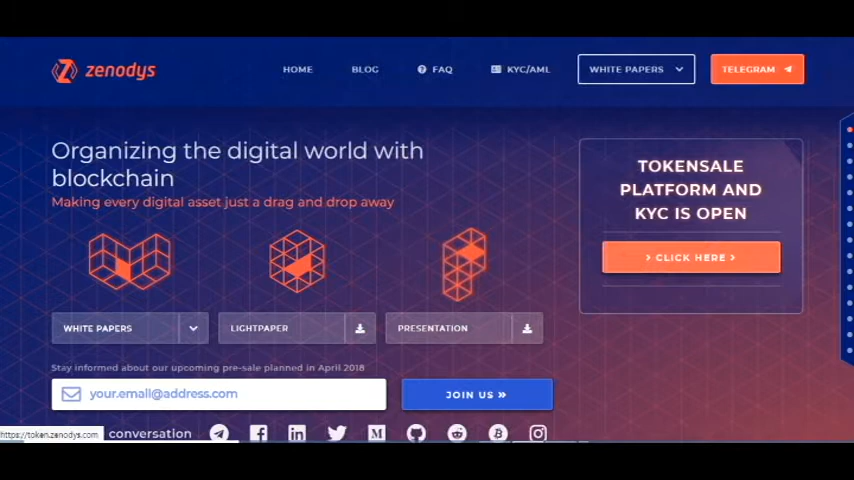 zenodys
HOME BLOG FAQ KYC/AML WHITE PAPERS TELEGRAM
Organizing the digital world with
blockchain
Making every digital asset just a drag and drop away
TOKENSALE
PLATFORM AND
KYC IS OPEN
> CLICK HERE >
WHITE PAPERS LIGHTPAPER PRESENTATION
Stay informed about our upcoming pre-sale planned in April 2018
your.email@address.com JOIN US »
https://token.zenodys.com conversation